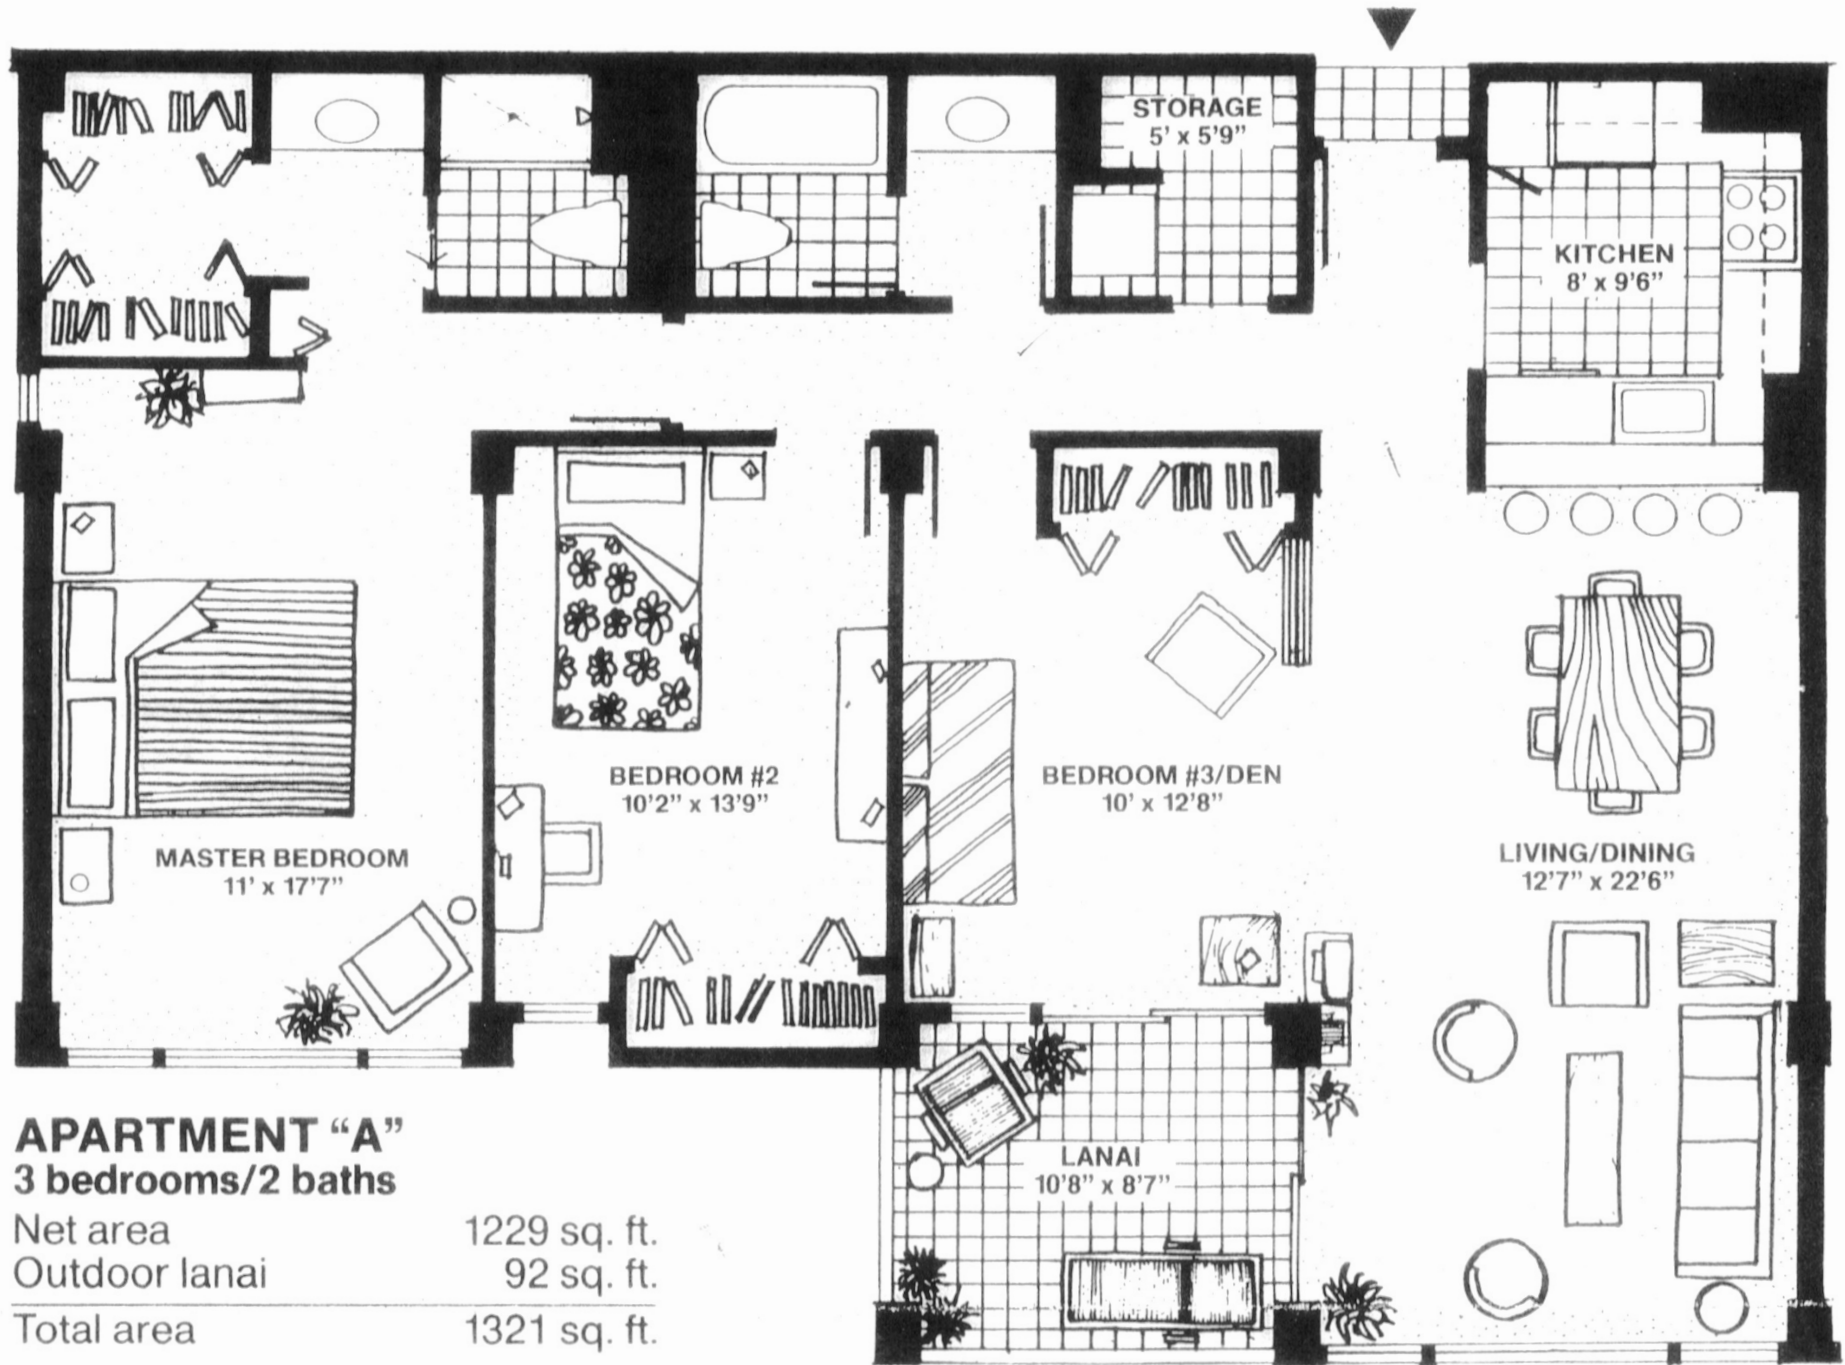 STORAGE
5' x 5'9"
KITCHEN
8' x 9'6"
BEDROOM #2
10'2" x 13'9"
BEDROOM #3/DEN
10' x 12'8"
MASTER BEDROOM
11' x 17'7"
LIVING/DINING
12'7" x 22'6"
LANAI
10'8" x 8'7"
APARTMENT “A”
3 bedrooms/2 baths
Net area 1229 sq. ft.
Outdoor lanai 92 sq. ft.
Total area 1321 sq. ft.